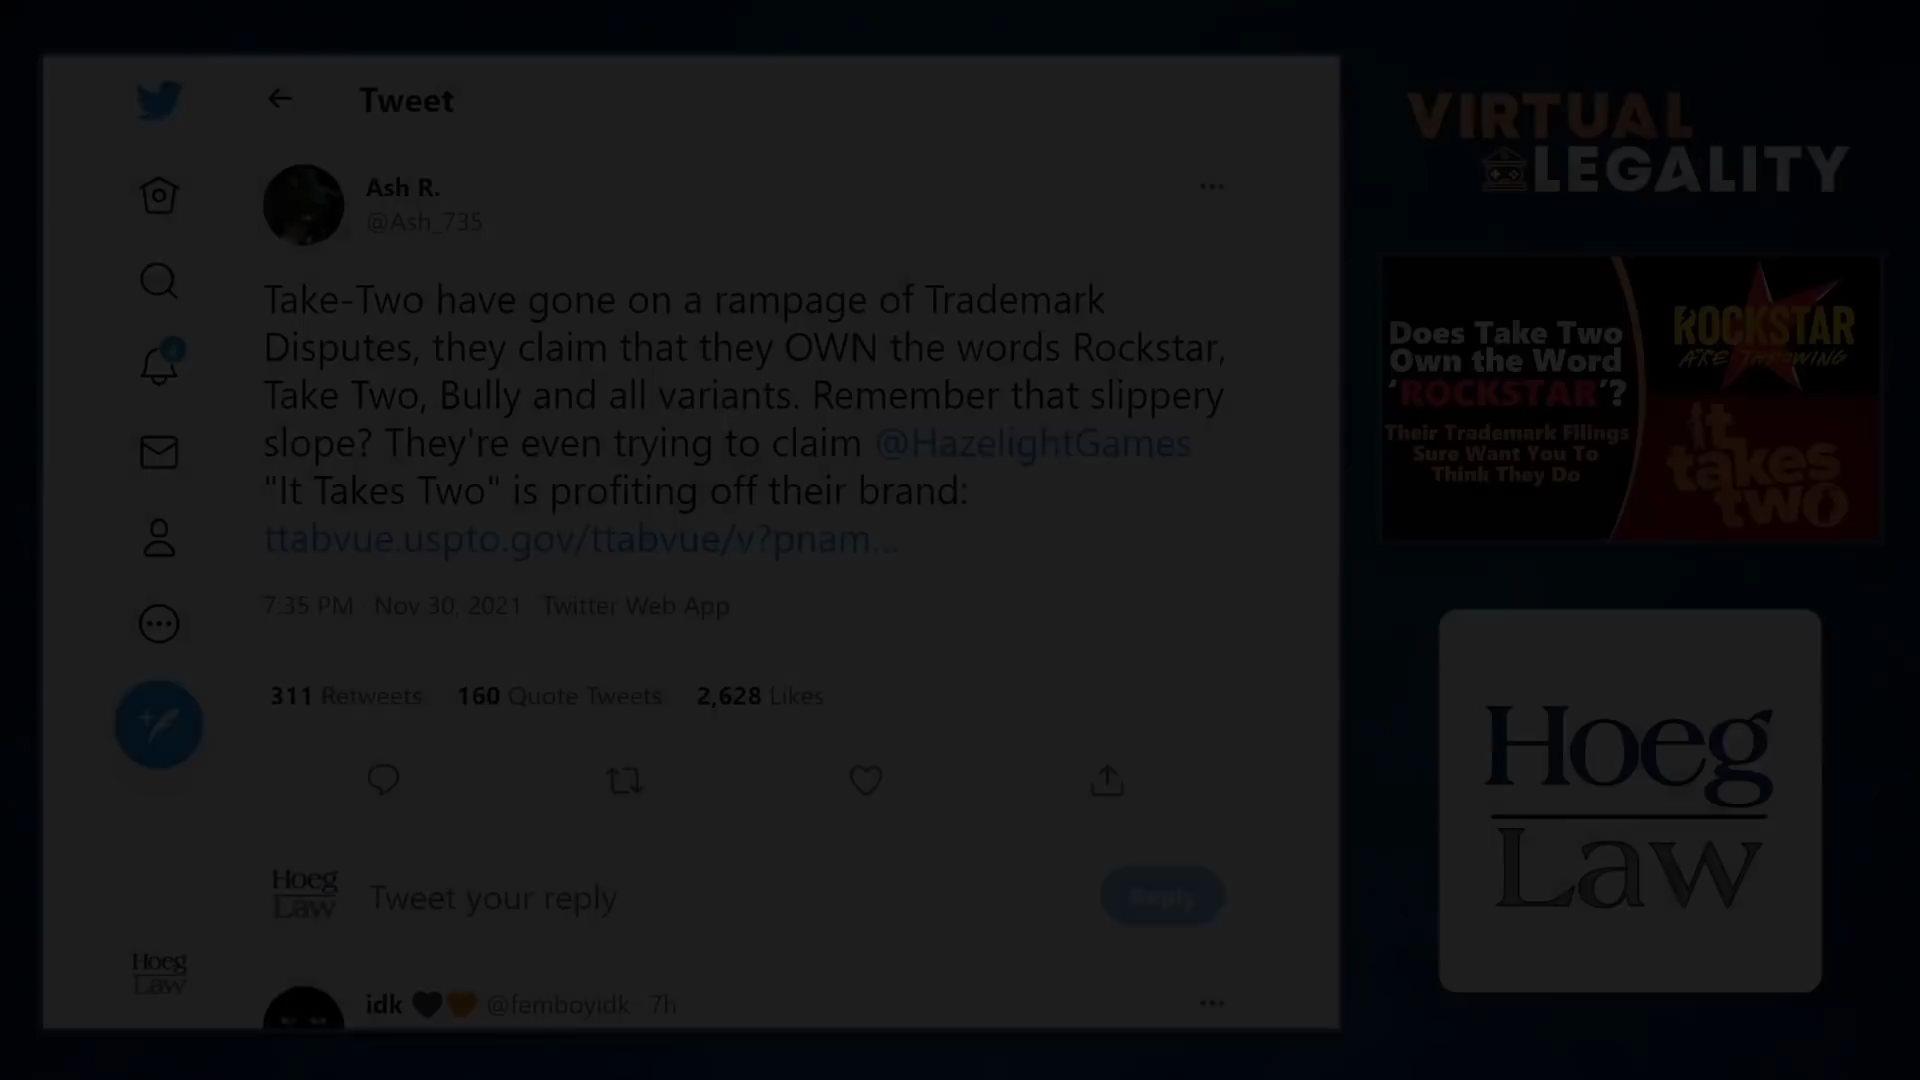 Tweet
Ash R.
@Ash_735
Take-Two have gone on a rampage of Trademark
Disputes, they claim that they OWN the words Rockstar,
Take Two, Bully and all variants. Remember that slippery
slope? They're even trying to claim @HazelightGames
"It Takes Two" is profiting off their brand:
ttabvue.uspto.gov/ttabvue/v?pnam...
7:35 PM · Nov 30, 2021 · Twitter Web App
311 Retweets 160 Quote Tweets 2,628 Likes
Hoeg
Law
Tweet your reply
Reply
Hoeg
Law
idk 🖤🧡 @femboyidk · 7h
VIRTUAL
LEGALITY
Does Take Two
Own the Word
'ROCKSTAR'?
Their Trademark Filings
Sure Want You To
Think They Do
ROCKSTAR
ARE THROWING
it
takes
two
Hoeg
Law